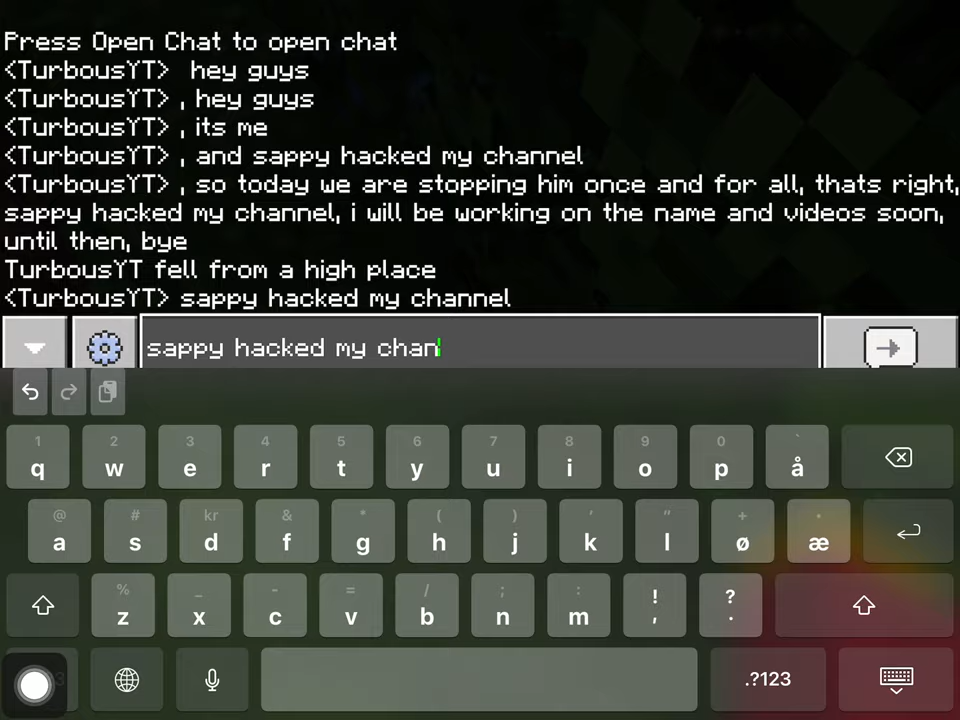 Press Open Chat to open chat
<TurbousYT>  hey guys
<TurbousYT> , hey guys
<TurbousYT> , its me
<TurbousYT> , and sappy hacked my channel
<TurbousYT> , so today we are stopping him once and for all, thats right,
sappy hacked my channel, i will be working on the name and videos soon,
until then, bye
TurbousYT fell from a high place
<TurbousYT> sappy hacked my channel
sappy hacked my chan
1 2 3 4 5 6 7 8 9 0 `
q w e r t y u i o p å
@ # kr & * ( ) ' " + •
a s d f g h j k l ø æ
% _ - = / ; : ! ?
z x c v b n m , .
.?123